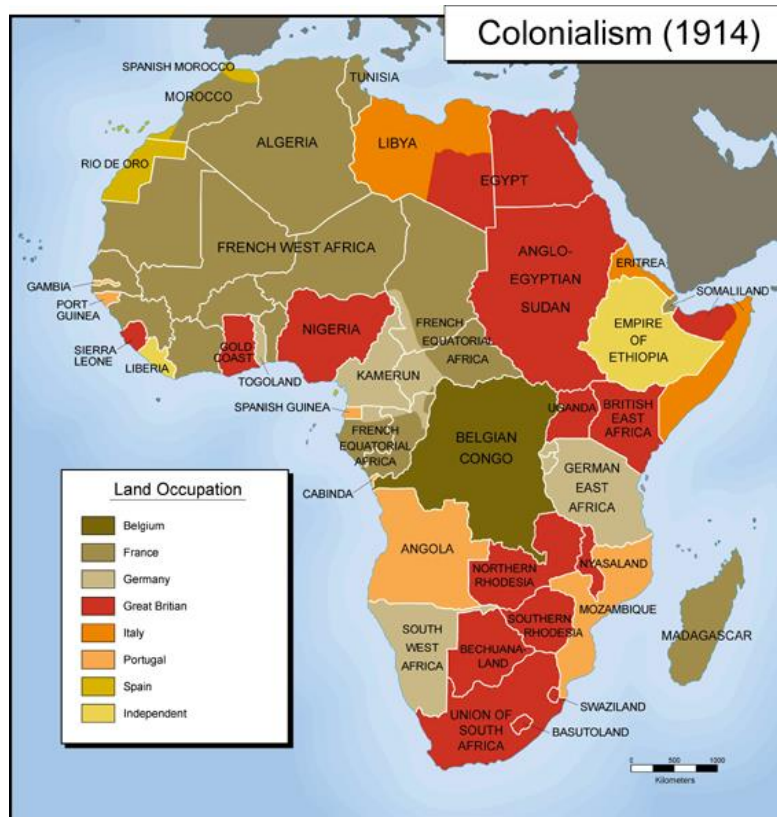 Colonialism (1914)
SPANISH MOROCCO
TUNISIA
MOROCCO
ALGERIA
LIBYA
RIO DE ORO
EGYPT
FRENCH WEST AFRICA
ANGLO-
EGYPTIAN
SUDAN
ERITREA
GAMBIA
SOMALILAND
PORT
GUINEA
NIGERIA
FRENCH
EQUATORIAL
AFRICA
EMPIRE
OF
ETHIOPIA
SIERRA
LEONE
LIBERIA
GOLD
COAST
TOGOLAND
KAMERUN
SPANISH GUINEA
UGANDA
BRITISH
EAST
AFRICA
FRENCH
EQUATORIAL
AFRICA
BELGIAN
CONGO
GERMAN
EAST
AFRICA
CABINDA
Land Occupation
Belgium
France
Germany
Great Britian
Italy
Portugal
Spain
Independent
ANGOLA
NORTHERN
RHODESIA
NYASALAND
MOZAMBIQUE
SOUTHERN
RHODESIA
MADAGASCAR
SOUTH
WEST
AFRICA
BECHUANA-
LAND
SWAZILAND
UNION OF
SOUTH
AFRICA
BASUTOLAND
0 500 1000
Kilometers